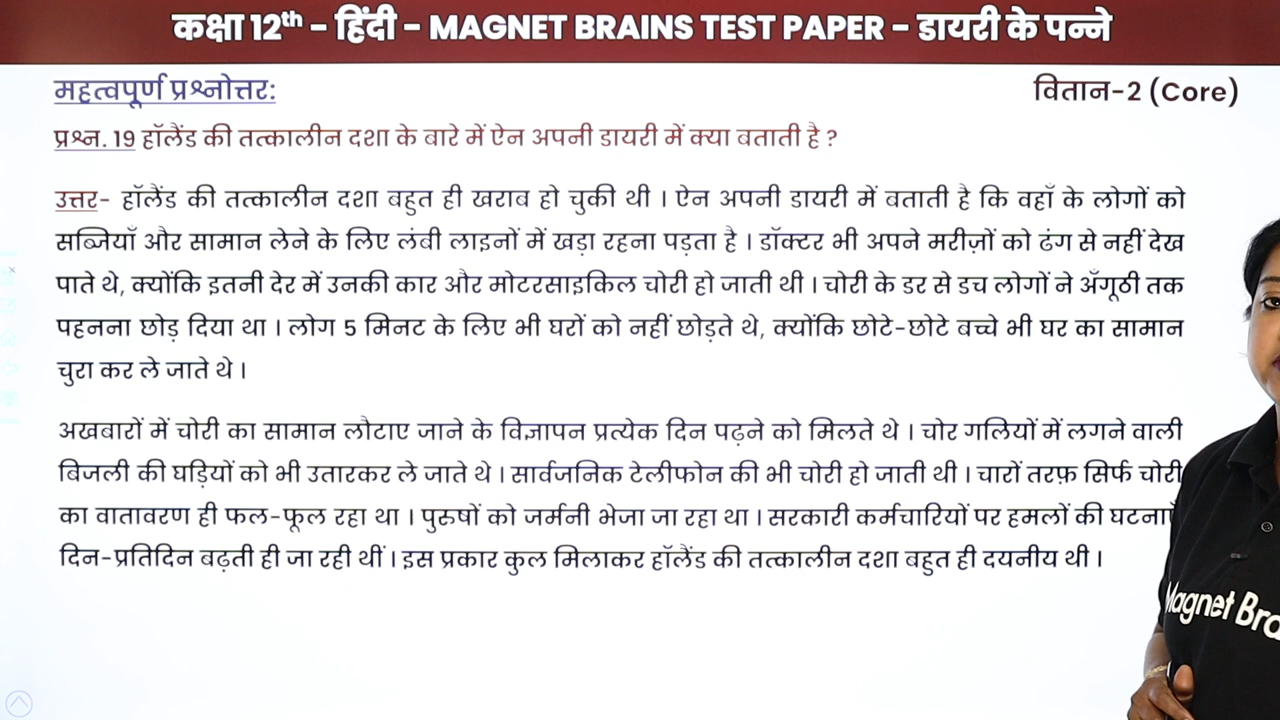 कक्षा 12th - हिंदी - MAGNET BRAINS TEST PAPER - डायरी के पन्ने
महत्वपूर्ण प्रश्नोत्तर:
वितान-2 (Core)
प्रश्न. 19 हॉलैंड की तत्कालीन दशा के बारे में ऐन अपनी डायरी में क्या बताती है ?
उत्तर- हॉलैंड की तत्कालीन दशा बहुत ही खराब हो चुकी थी । ऐन अपनी डायरी में बताती है कि वहाँ के लोगों को
सब्जियाँ और सामान लेने के लिए लंबी लाइनों में खड़ा रहना पड़ता है । डॉक्टर भी अपने मरीज़ों को ढंग से नहीं देख
पाते थे, क्योंकि इतनी देर में उनकी कार और मोटरसाइकिल चोरी हो जाती थी । चोरी के डर से डच लोगों ने अँगूठी तक
पहनना छोड़ दिया था । लोग 5 मिनट के लिए भी घरों को नहीं छोड़ते थे, क्योंकि छोटे-छोटे बच्चे भी घर का सामान
चुरा कर ले जाते थे ।
अखबारों में चोरी का सामान लौटाए जाने के विज्ञापन प्रत्येक दिन पढ़ने को मिलते थे । चोर गलियों में लगने वाली
बिजली की घड़ियों को भी उतारकर ले जाते थे । सार्वजनिक टेलीफोन की भी चोरी हो जाती थी । चारों तरफ़ सिर्फ चोरी
का वातावरण ही फल-फूल रहा था । पुरुषों को जर्मनी भेजा जा रहा था । सरकारी कर्मचारियों पर हमलों की
दिन-प्रतिदिन बढ़ती ही जा रही थीं । इस प्रकार कुल मिलाकर हॉलैंड की तत्कालीन दशा बहुत ही दयनीय थी ।
Magnet